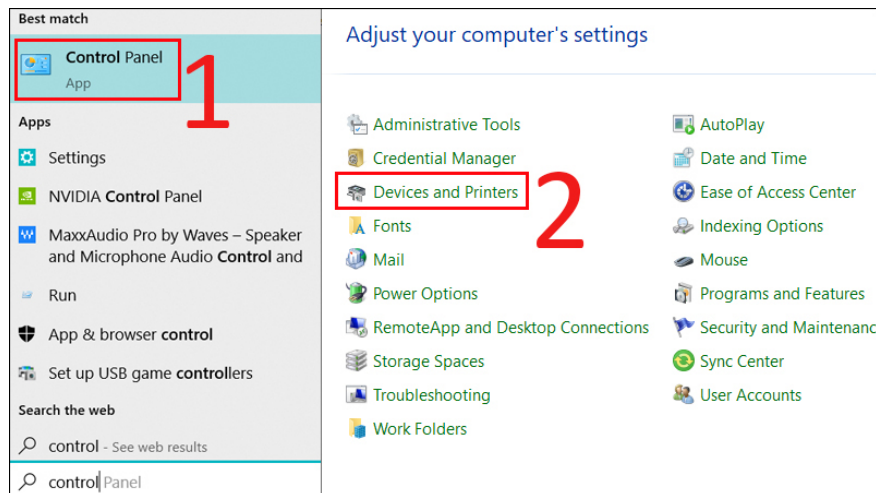 Best match
Control Panel
App
1
Apps
Settings
NVIDIA Control Panel
MaxxAudio Pro by Waves – Speaker
and Microphone Audio Control and
Run
App & browser control
Set up USB game controllers
Search the web
control - See web results
control Panel
Adjust your computer's settings
Administrative Tools
Credential Manager
Devices and Printers
2
Fonts
Mail
Power Options
RemoteApp and Desktop Connections
Storage Spaces
Troubleshooting
Work Folders
AutoPlay
Date and Time
Ease of Access Center
Indexing Options
Mouse
Programs and Features
Security and Maintenanc
Sync Center
User Accounts